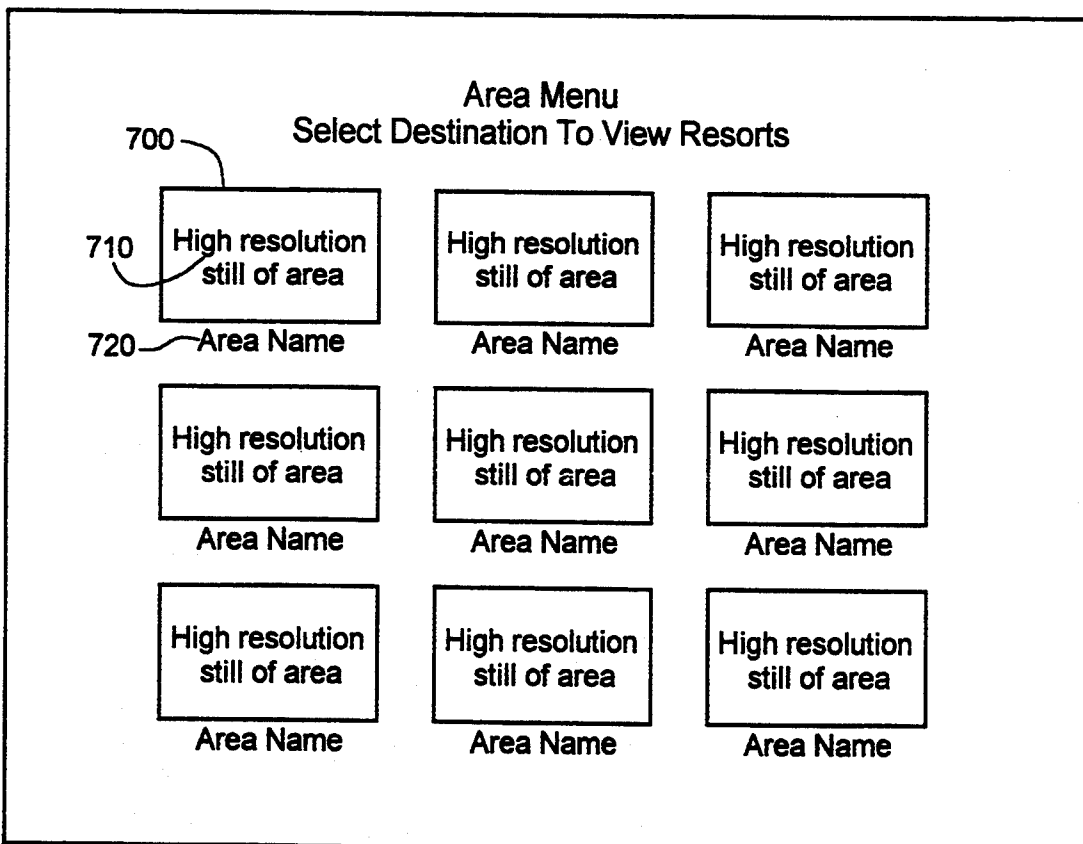 Area Menu
Select Destination To View Resorts
700
High resolution
still of area
High resolution
still of area
High resolution
still of area
710
720
Area Name
Area Name
Area Name
High resolution
still of area
High resolution
still of area
High resolution
still of area
Area Name
Area Name
Area Name
High resolution
still of area
High resolution
still of area
High resolution
still of area
Area Name
Area Name
Area Name